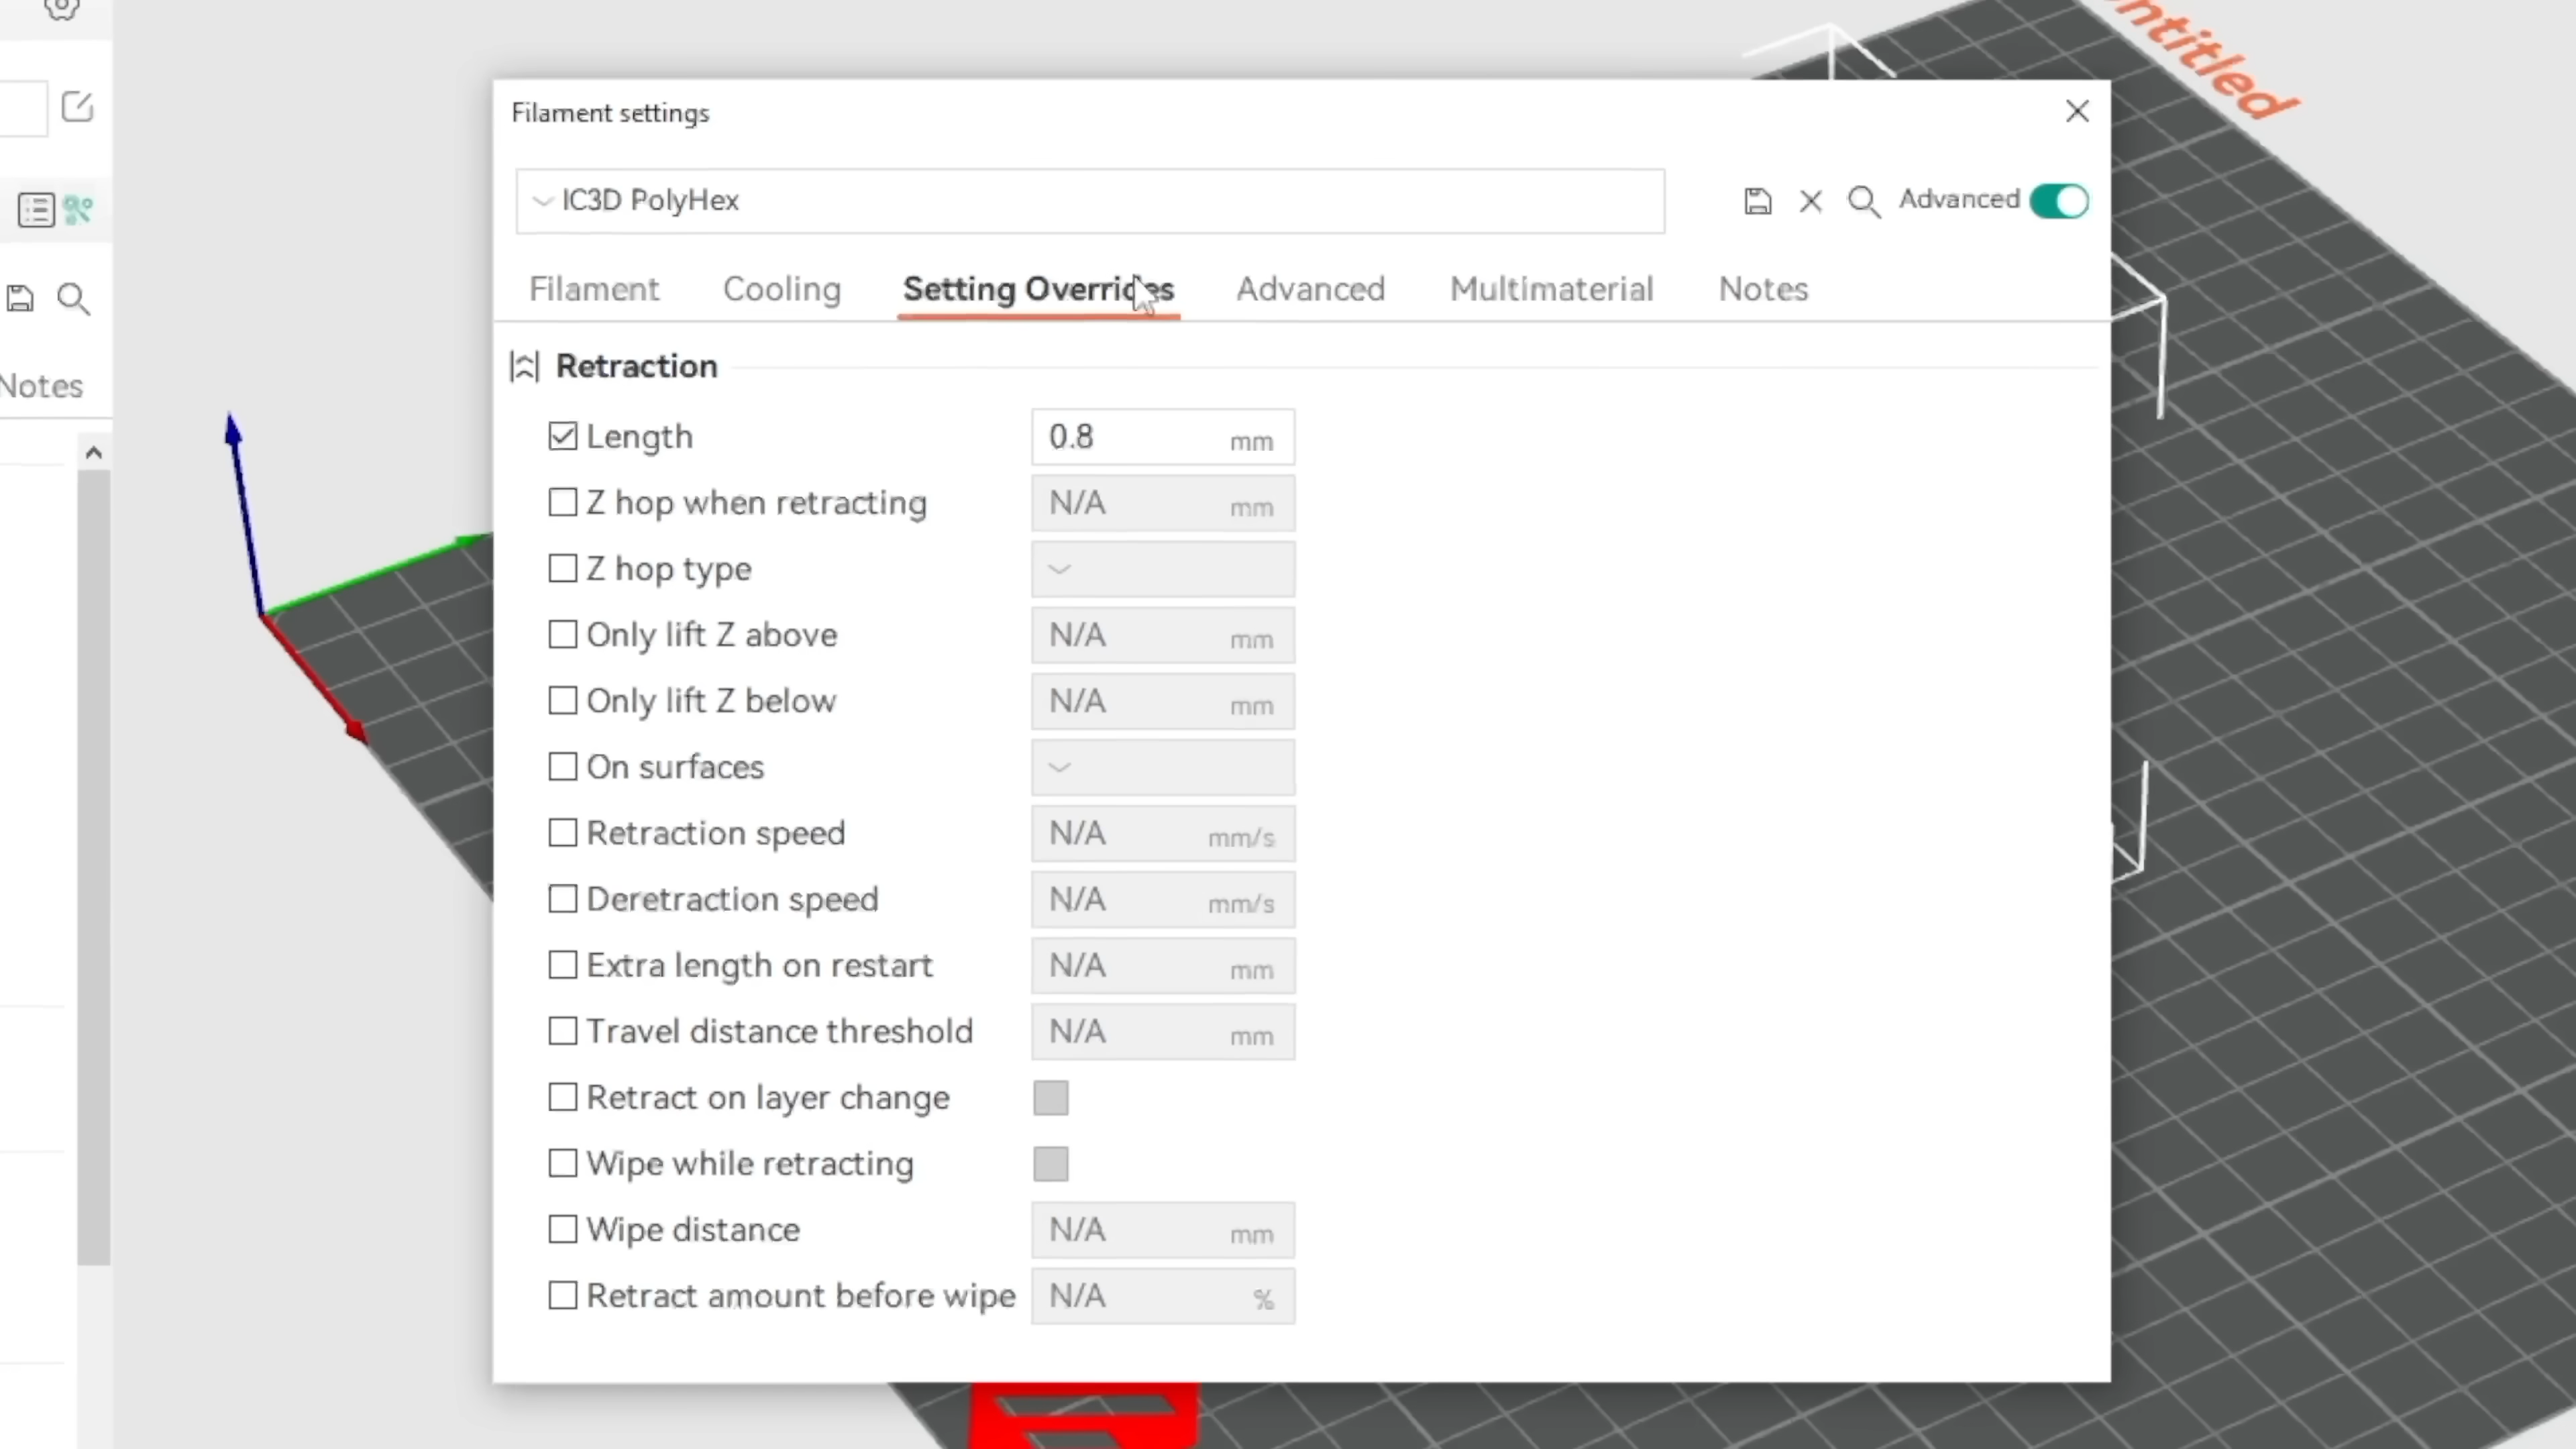 Filament settings
IC3D PolyHex
Advanced
Filament Cooling Setting Overrides Advanced Multimaterial Notes
Retraction
Length 0.8 mm
Z hop when retracting N/A mm
Z hop type
Only lift Z above N/A mm
Only lift Z below N/A mm
On surfaces
Retraction speed N/A mm/s
Deretraction speed N/A mm/s
Extra length on restart N/A mm
Travel distance threshold N/A mm
Retract on layer change
Wipe while retracting
Wipe distance N/A mm
Retract amount before wipe N/A %
Notes
ntitled